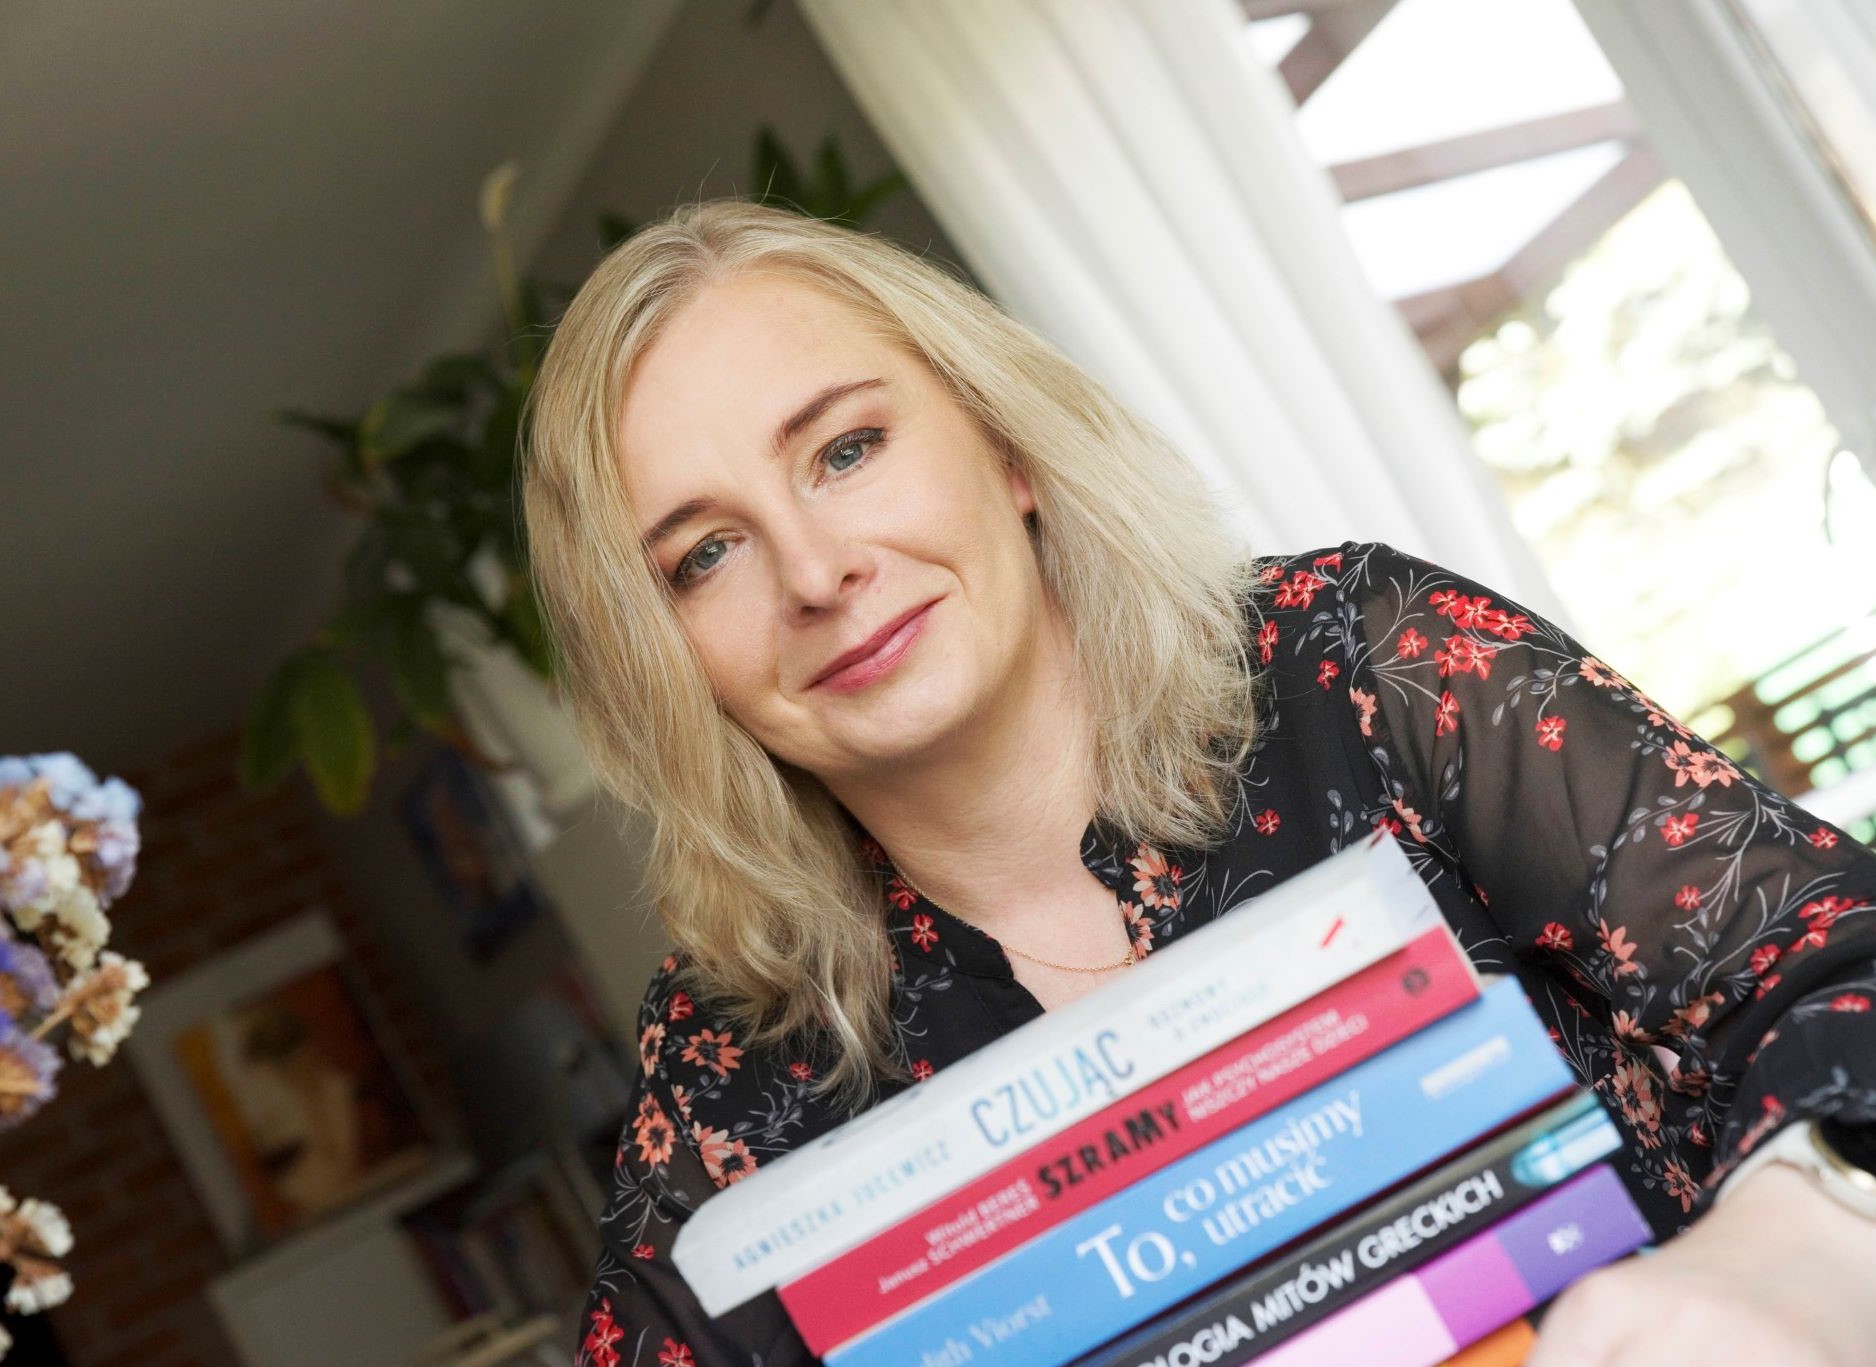 AGNIESZKA JUCEWICZ CZUJĄC ROZMOWY
O EMOCJACH
Witold BEREŚ
Janusz SCHWERTNER
SZRAMY
JAK PSYCHOSYSTEM
NISZCZY NASZE DZIECI
Viorst
To,
co musimy
utracić
OLOGIA MITÓW GRECKICH